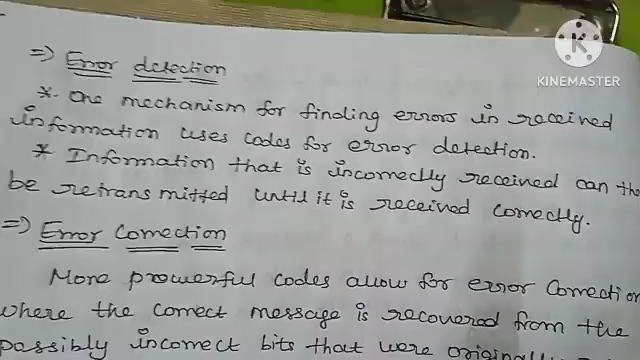 KINEMASTER
=> Error detection
* One mechanism for finding errors in received
information uses codes for error detection.
* Information that is incorrectly received can the
be retransmitted until it is received correctly.
=> Error Correction
More powerful codes allow for error Correction
where the correct message is recovered from the
possibly incorrect bits that were originally